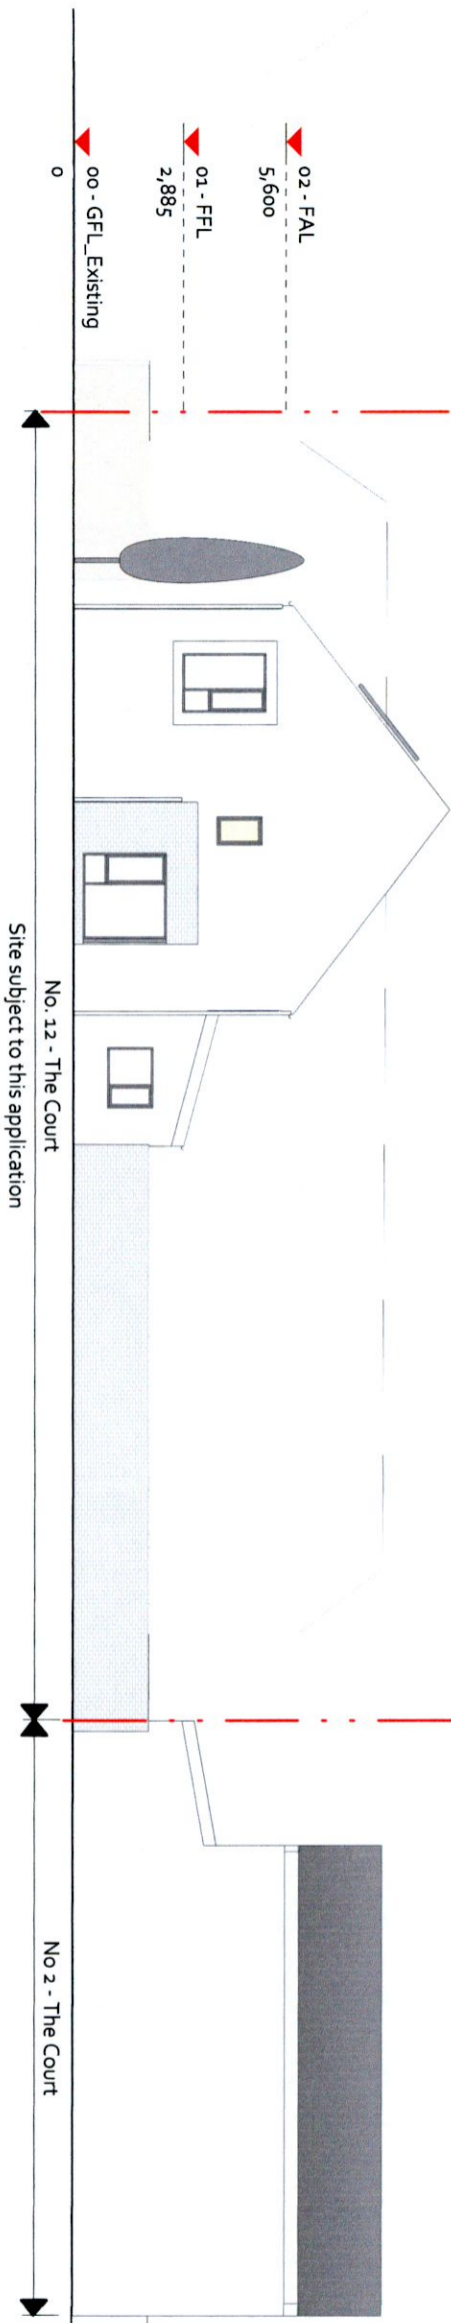 02 - FAL
5,600
01 - FFL
2,885
00 - GFL_Existing
0
No. 12 - The Court
Site subject to this application
No 2 - The Court